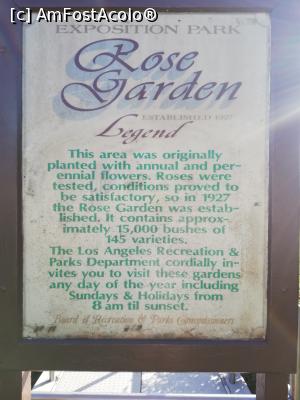 [c] AmFostAcolo®
EXPOSITION PARK
Rose
Garden
ESTABLISHED 1927
Legend
This area was originally
planted with annual and per-
ennial flowers. Roses were
tested, conditions proved to
be satisfactory, so in 1927
the Rose Garden was estab-
lished. It contains approx-
imately 15,000 bushes of
145 varieties.
The Los Angeles Recreation &
Parks Department cordially in-
vites you to visit these gardens
any day of the year including
Sundays & Holidays from
8 am til sunset.
Board of Recreation & Parks Commissioners